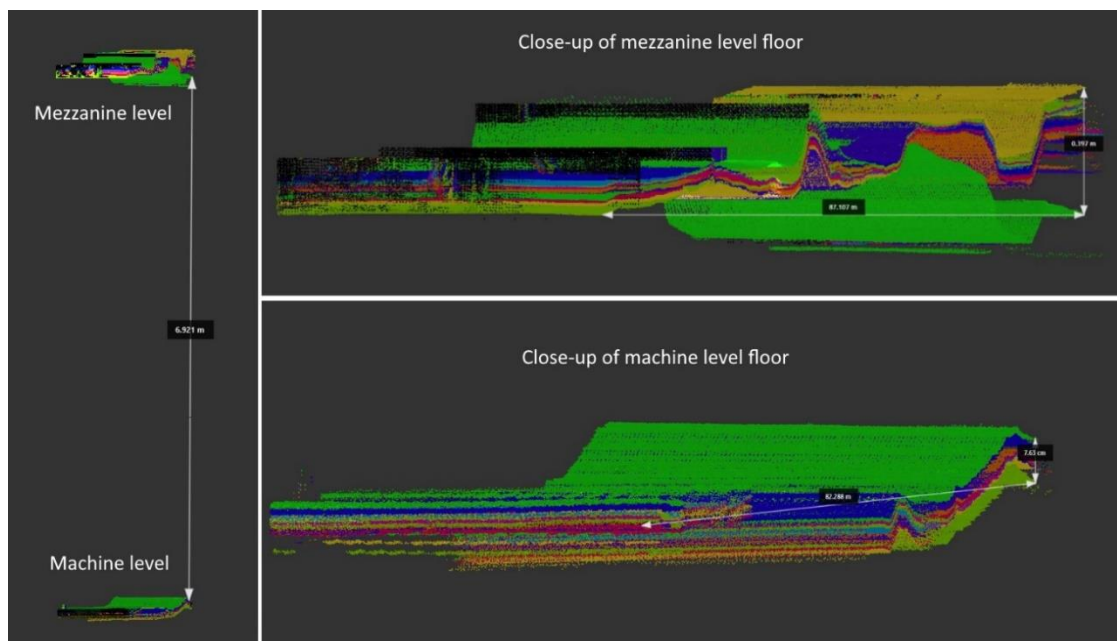 Mezzanine level
6.921 m
Machine level
Close-up of mezzanine level floor
0.397 m
87.107 m
Close-up of machine level floor
7.63 cm
82.288 m